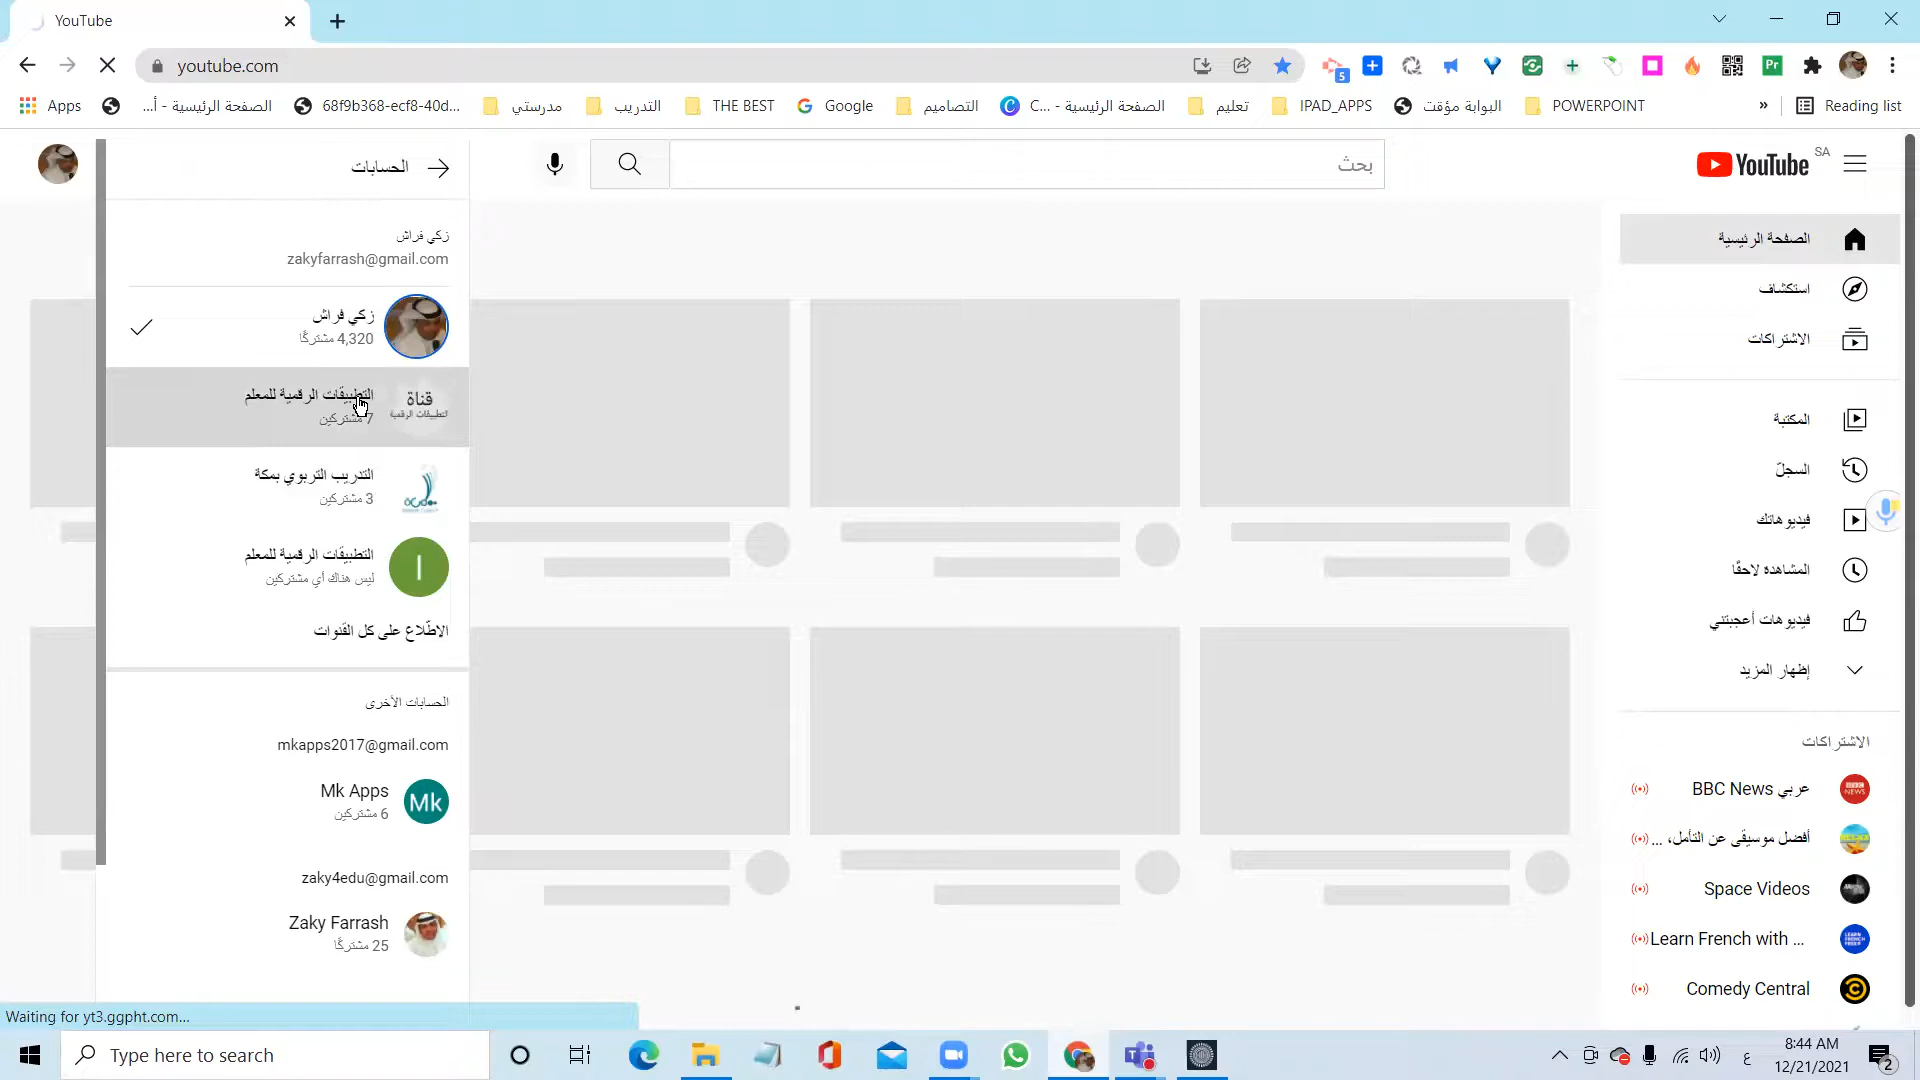 YouTube
youtube.com
5
Pr
Apps
الصفحة الرئيسية - أ...
68f9b368-ecf8-40d...
مدرستي
التدريب
THE BEST
Google
التصاميم
الصفحة الرئيسية - C...
تعليم
IPAD_APPS
البوابة مؤقت
POWERPOINT
»
Reading list
الحسابات
بحث
YouTube SA
زكي فراش
zakyfarrash@gmail.com
زكي فراش
4,320 مشتركًا
التطبيقات الرقمية للمعلم
7 مشتركين
قناة
التطبيقات الرقمية
التدريب التربوي بمكة
3 مشتركين
التطبيقات الرقمية للمعلم
ليس هناك أي مشتركين
ا
الاطّلاع على كل القنوات
الحسابات الأخرى
mkapps2017@gmail.com
Mk Apps
6 مشتركين
Mk
zaky4edu@gmail.com
Zaky Farrash
25 مشتركًا
الصفحة الرئيسية
استكشاف
الاشتراكات
المكتبة
السجلّ
فيديوهاتك
المشاهدة لاحقًا
فيديوهات أعجبتني
إظهار المزيد
الاشتراكات
BBC News عربي
أفضل موسيقى عن التأمل، ...
Space Videos
Learn French with ...
Comedy Central
Waiting for yt3.ggpht.com...
Type here to search
ع
8:44 AM
12/21/2021
2